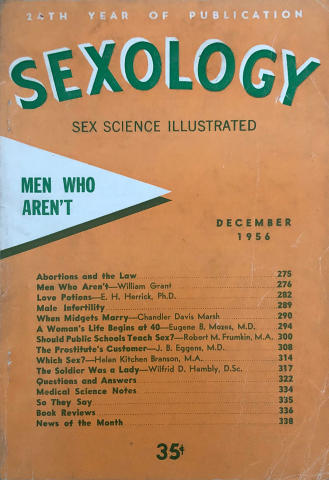 24TH YEAR OF PUBLICATION
SEXOLOGY
SEX SCIENCE ILLUSTRATED
MEN WHO
AREN'T
DECEMBER
1956
Abortions and the Law 275
Men Who Aren't—William Grant 276
Love Potions—E. H. Herrick, Ph.D. 282
Male Infertility 289
When Midgets Marry—Chandler Davis Marsh 290
A Woman's Life Begins at 40—Eugene B. Mozes, M.D. 294
Should Public Schools Teach Sex?—Robert M. Frumkin, M.A. 300
The Prostitute's Customer—J. B. Eggens, M.D. 308
Which Sex?—Helen Kitchen Branson, M.A. 314
The Soldier Was a Lady—Wilfrid D. Hambly, D.Sc. 317
Questions and Answers 322
Medical Science Notes 334
So They Say 335
Book Reviews 336
News of the Month 338
35¢